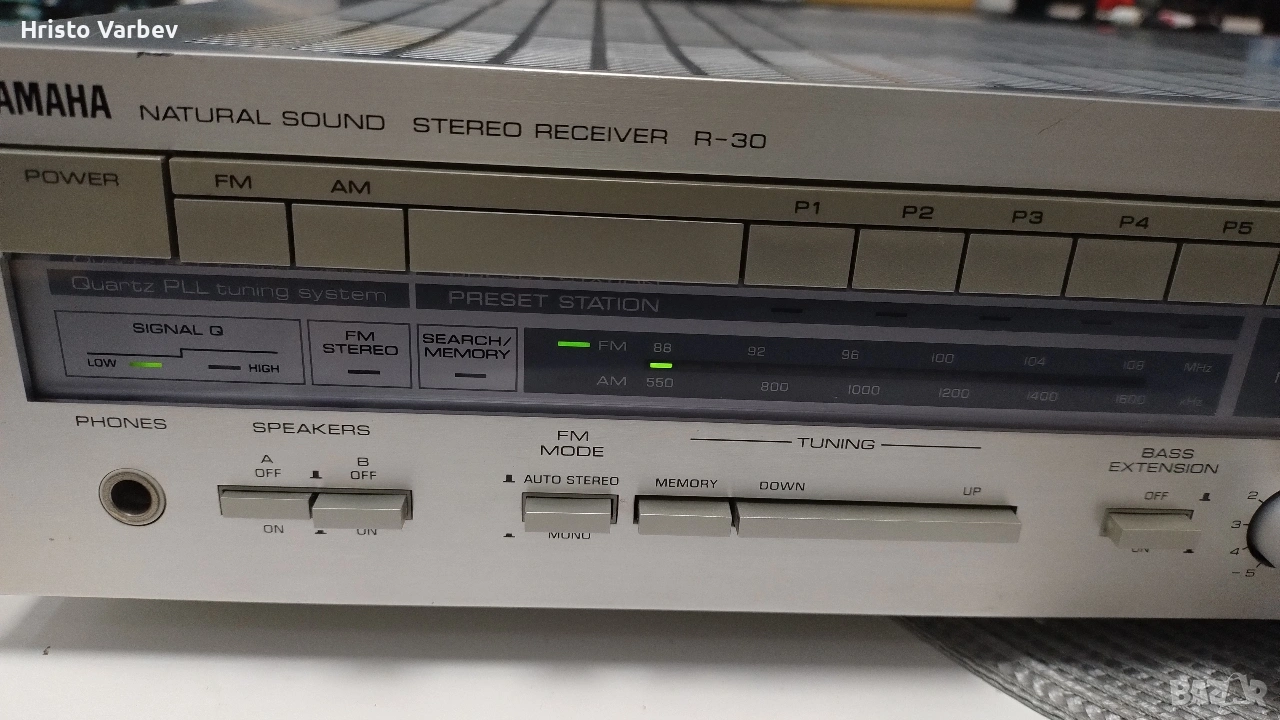 Hristo Varbev
AMAHA NATURAL SOUND STEREO RECEIVER R-30
POWER FM AM P1 P2 P3 P4 P5
Quartz PLL tuning system PRESET STATION
SIGNAL Q
LOW HIGH
FM
STEREO
SEARCH/
MEMORY
FM 88 92 96 100 104 108 MHz
AM 550 800 1000 1200 1400 1600 kHz
PHONES
SPEAKERS
A B
OFF OFF
ON ON
FM
MODE
AUTO STEREO
MONO
TUNING
MEMORY DOWN UP
BASS
EXTENSION
OFF
ON
2
3
4
-5
BAZAR